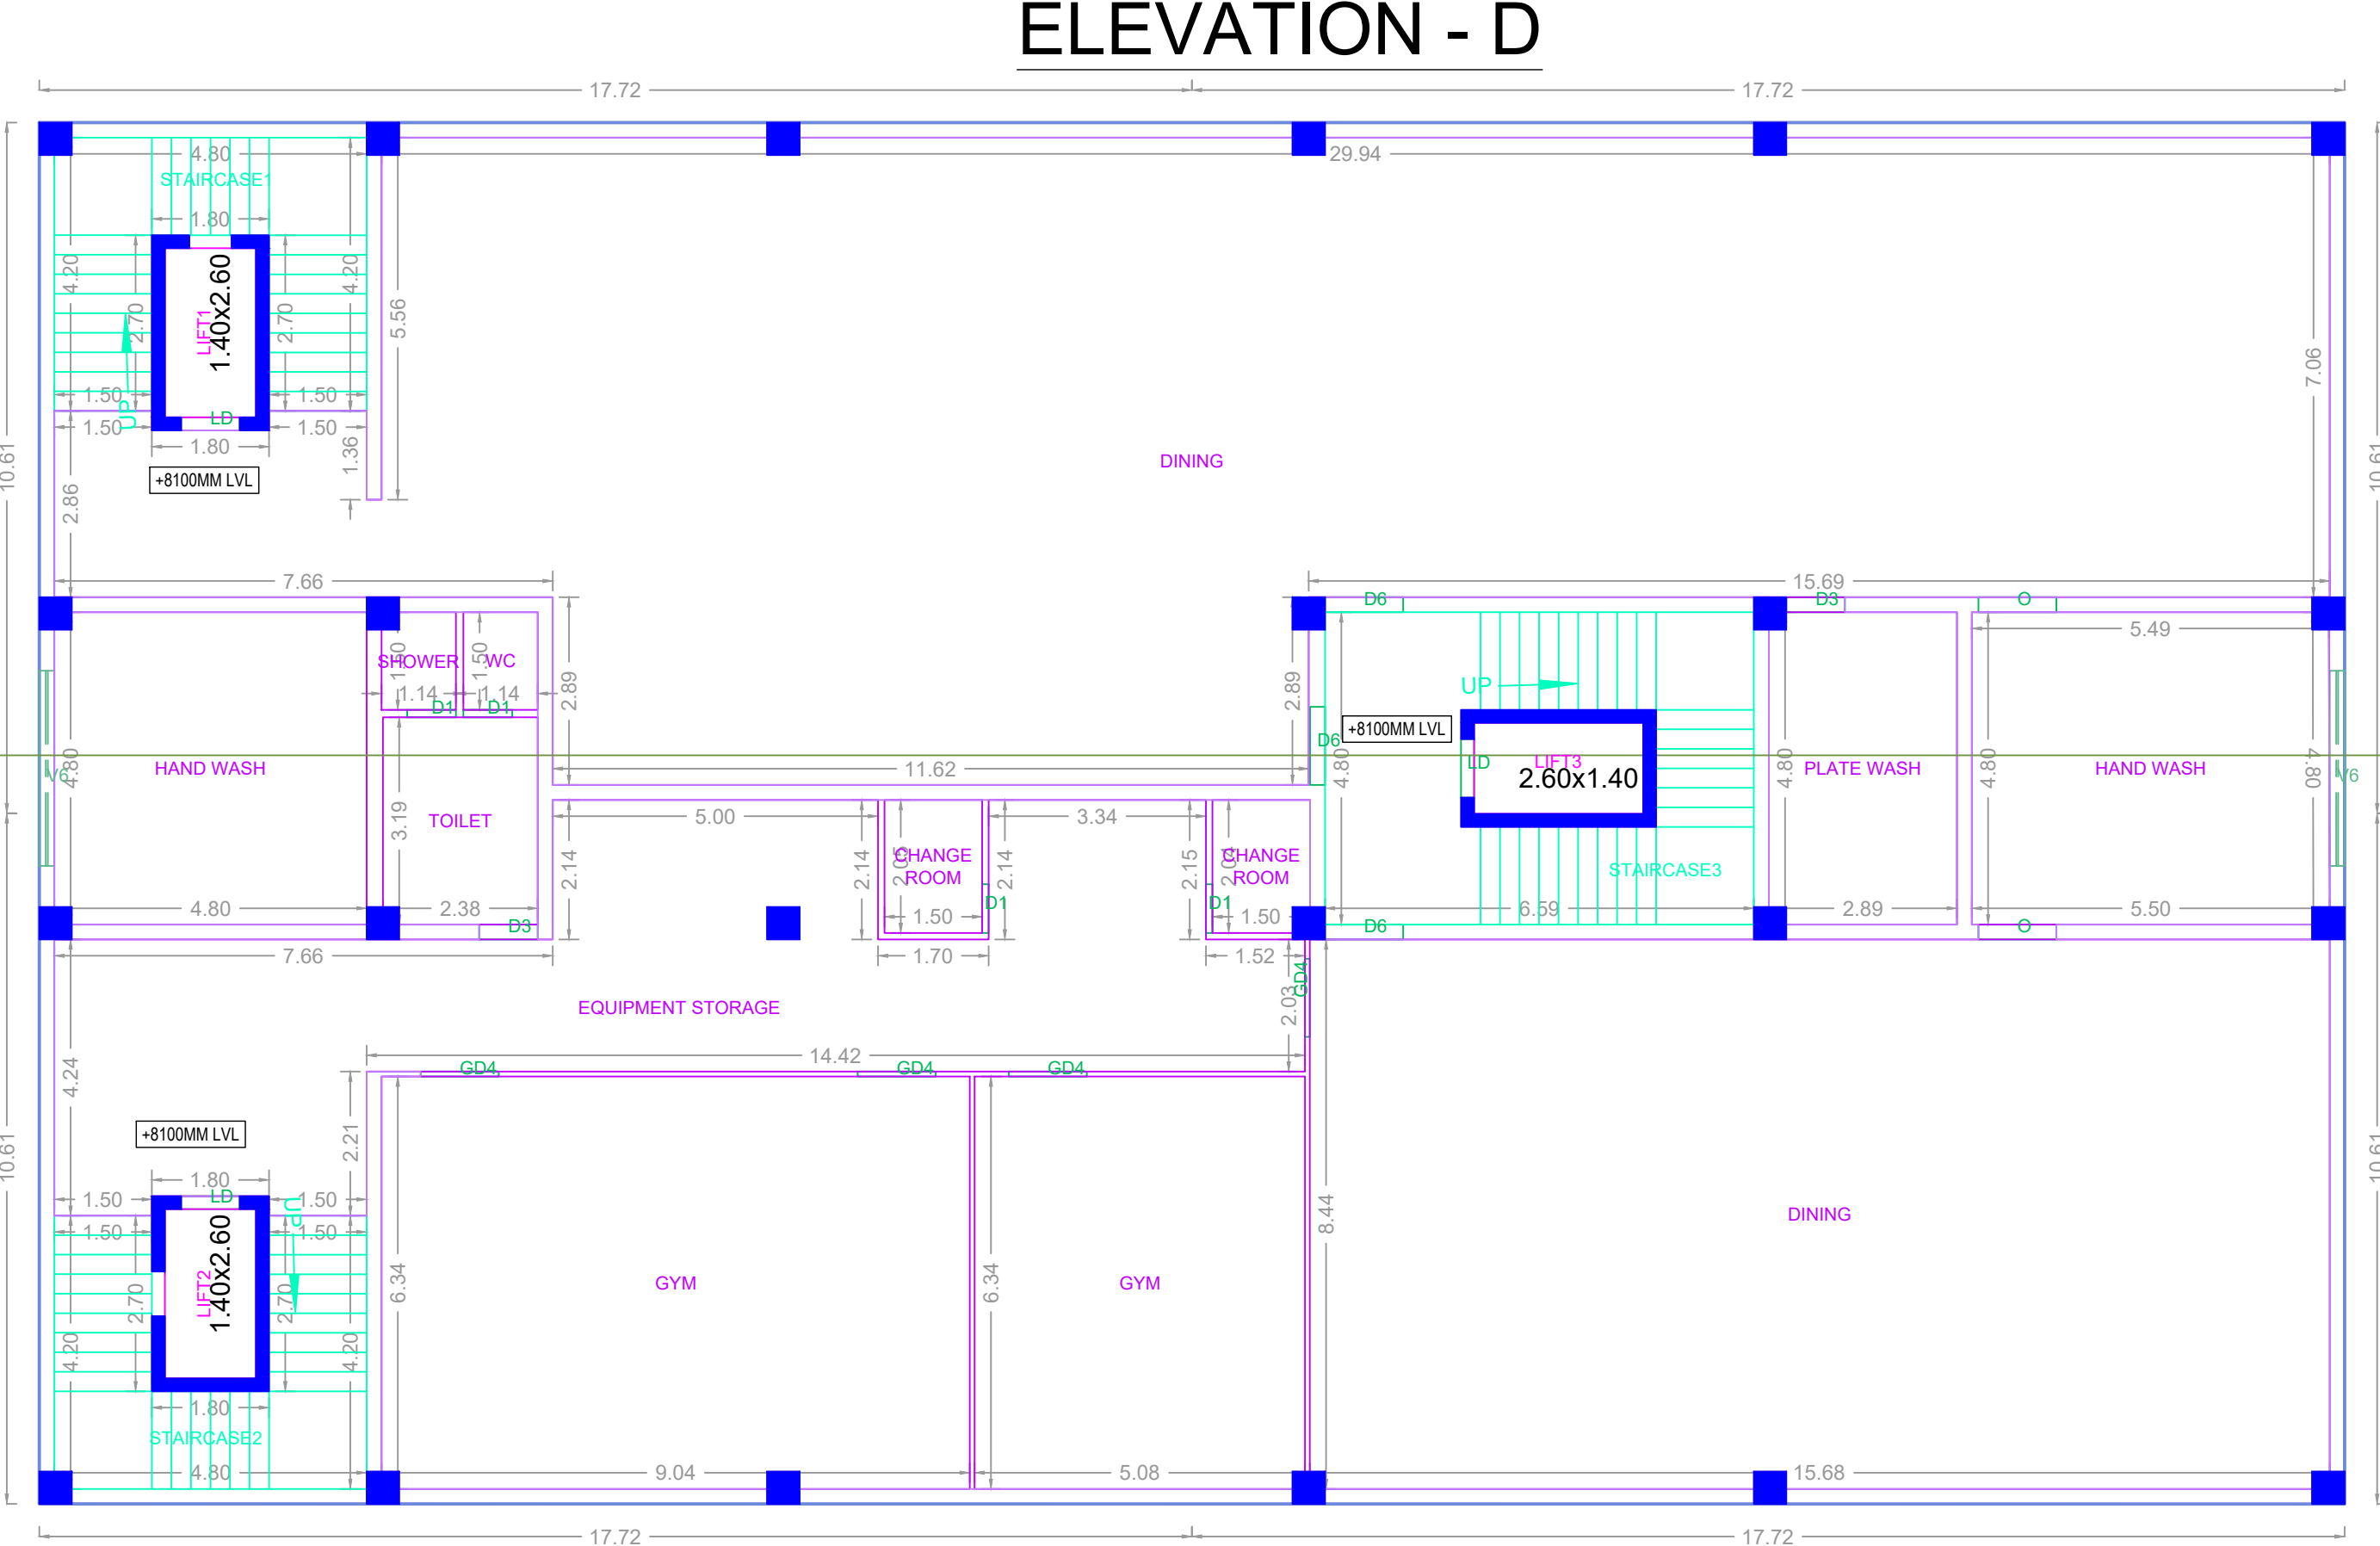 ELEVATION - D
17.72
17.72
4.80
29.94
STAIRCASE1
1.80
4.20
2.70
LIFT1
1.40x2.60
2.70
4.20
5.56
7.06
1.50
1.50
UP
LD
1.50
1.80
1.50
1.36
10.61
10.61
DINING
+8100MM LVL
2.86
7.66
15.69
D6
D3
O
5.49
1.50
1.50
SHOWER
WC
2.89
2.89
1.14
1.14
D1
D1
UP
+8100MM LVL
D6
4.80
V6
HAND WASH
11.62
4.80
LD
LIFT3
2.60x1.40
4.80
PLATE WASH
4.80
HAND WASH
4.80
V6
3.19
TOILET
5.00
3.34
2.14
2.14
2.05
CHANGE
ROOM
2.14
2.15
2.04
CHANGE
ROOM
STAIRCASE3
4.80
2.38
1.50
D1
D1
1.50
6.59
2.89
5.50
D3
D6
O
7.66
1.70
1.52
EQUIPMENT STORAGE
GD4
2.03
14.42
GD4
GD4
GD4
4.24
+8100MM LVL
2.21
10.61
10.61
1.80
1.50
LD
1.50
UP
1.50
1.50
8.44
DINING
2.70
LIFT2
1.40x2.60
2.70
6.34
GYM
6.34
GYM
4.20
4.20
1.80
STAIRCASE2
4.80
9.04
5.08
15.68
17.72
17.72